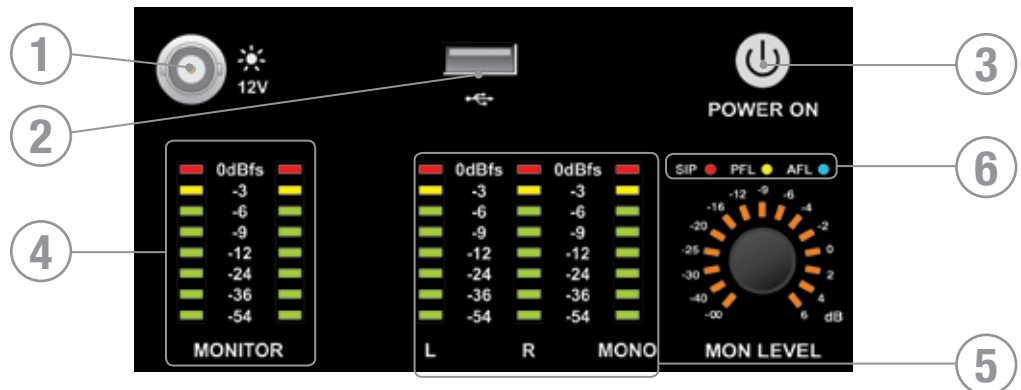 1
12V
2
3
POWER ON
4
0dBfs
-3
-6
-9
-12
-24
-36
-54
MONITOR
0dBfs 0dBfs
-3 -3
-6 -6
-9 -9
-12 -12
-24 -24
-36 -36
-54 -54
L R MONO
5
SIP PFL AFL
6
-12 -9 -6
-16 -4
-20 -2
-25 0
-30 2
-40 4
-00 6 dB
MON LEVEL